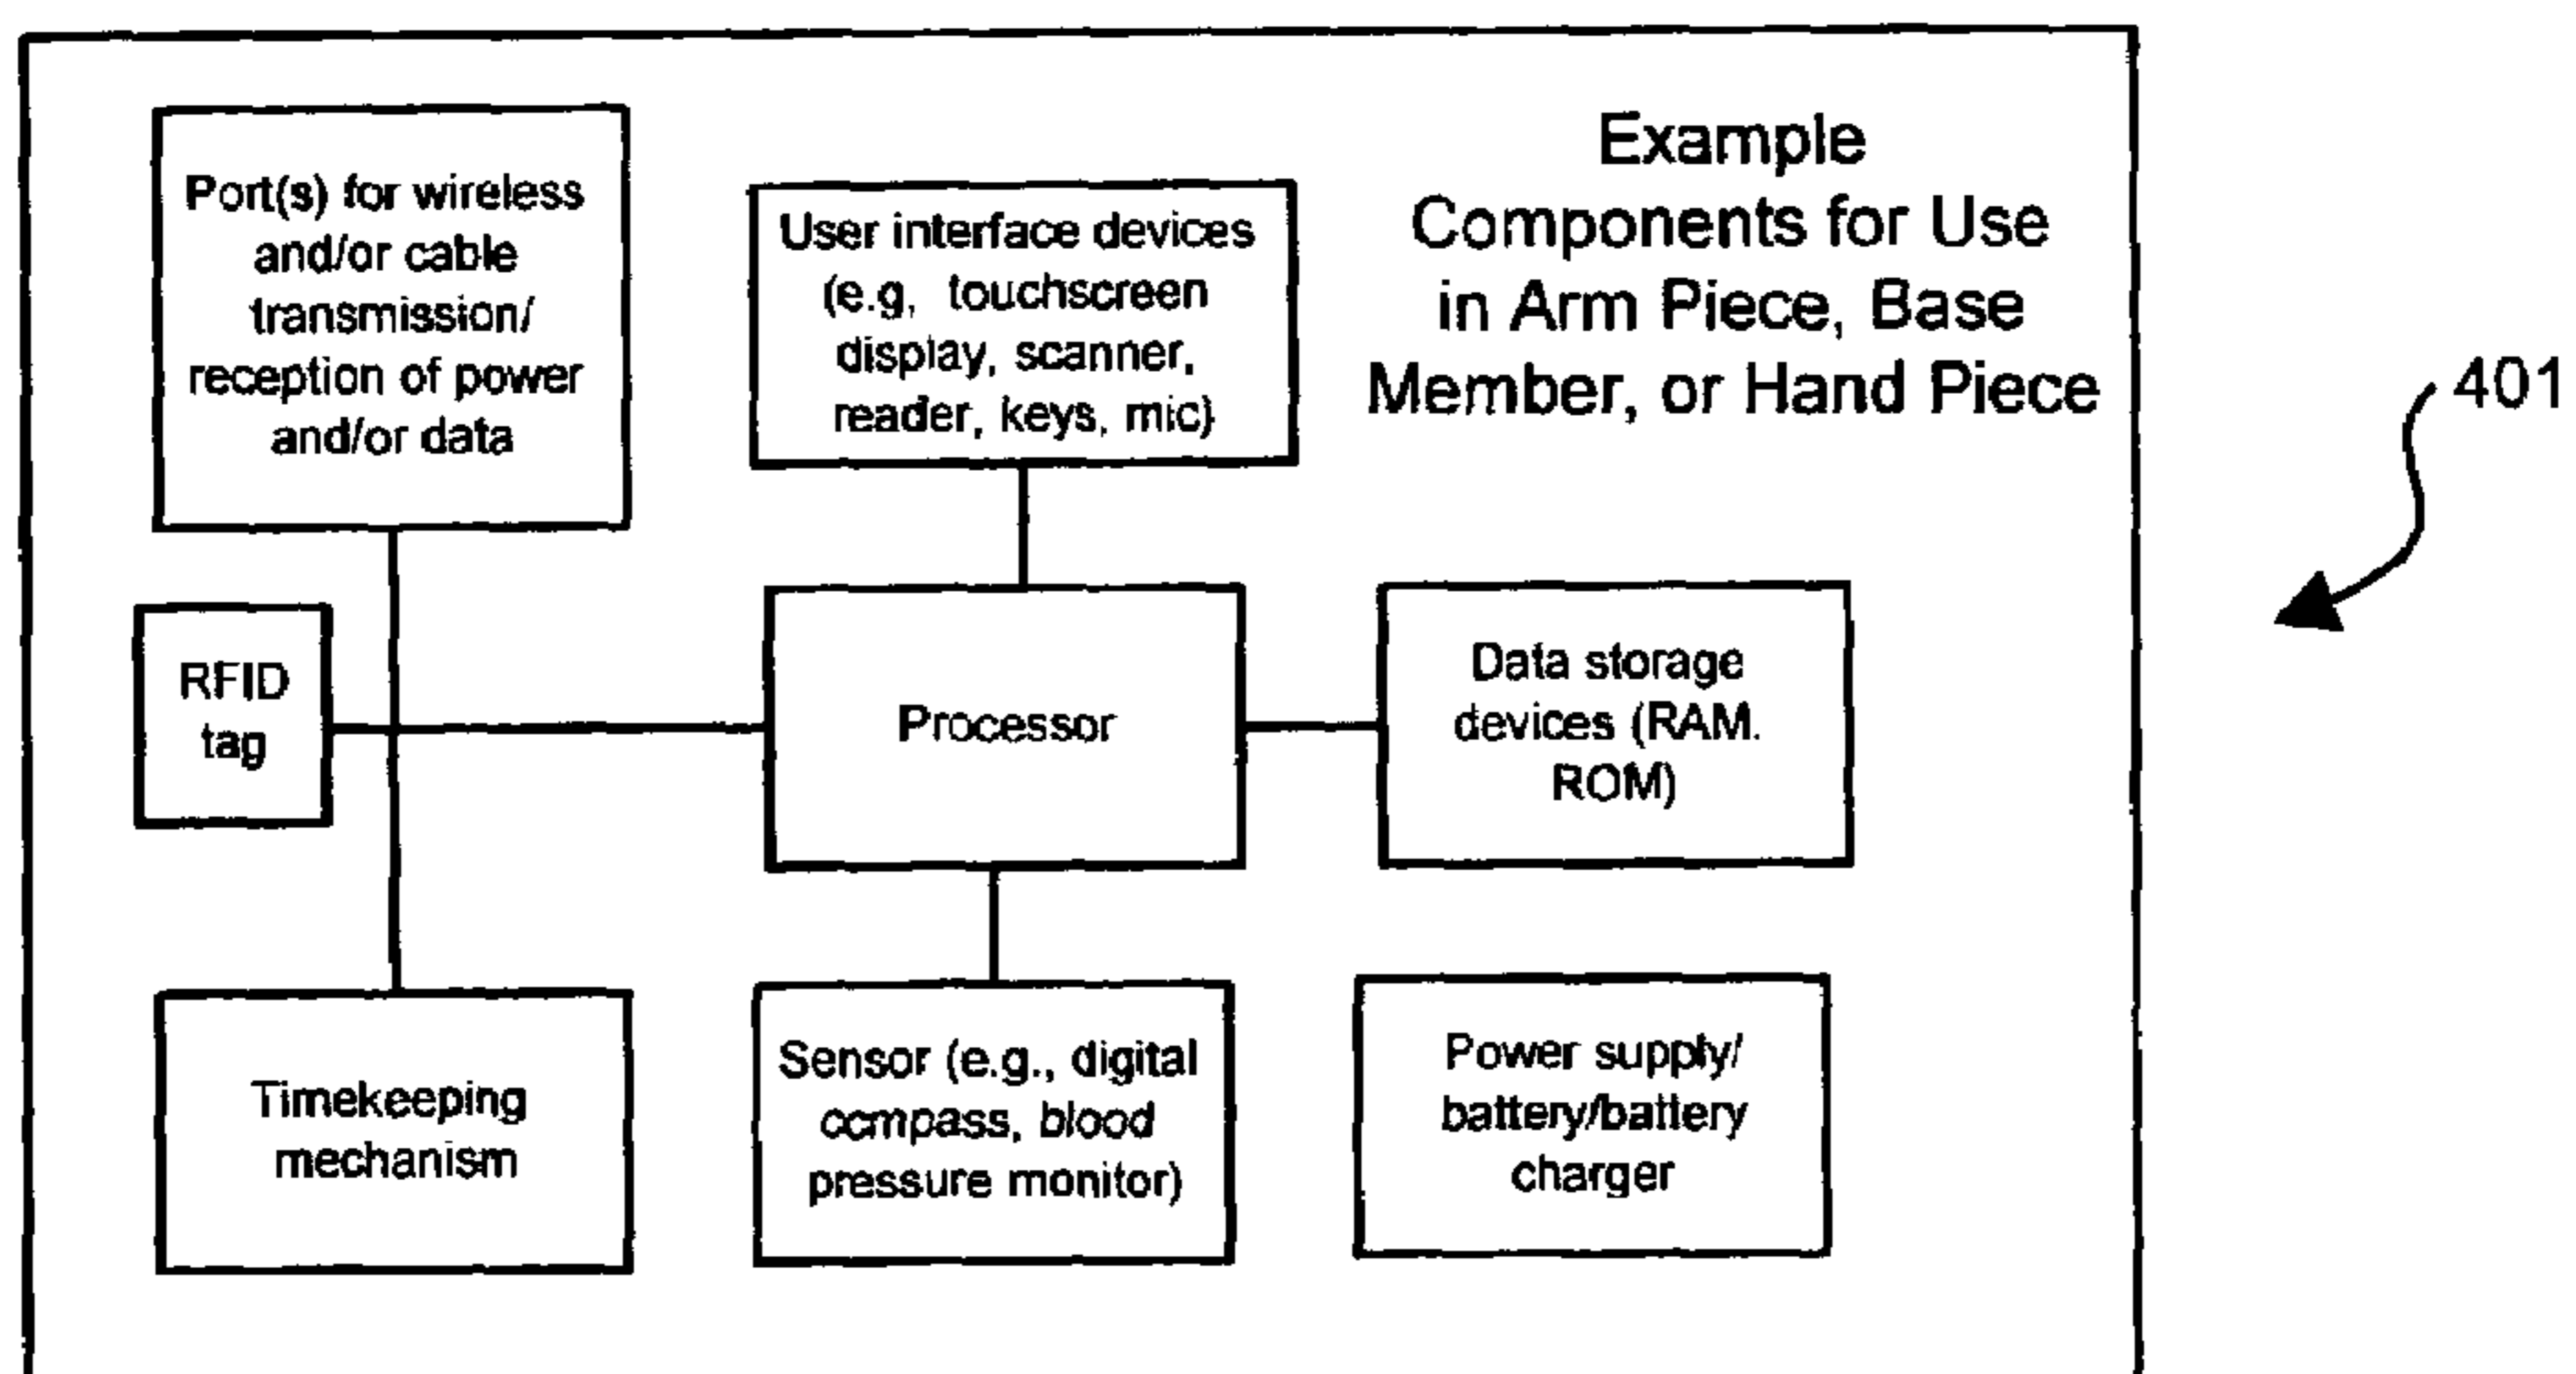 Port(s) for wireless
and/or cable
transmission/
reception of power
and/or data
User interface devices
(e.g, touchscreen
display, scanner,
reader, keys, mic)
Example
Components for Use
in Arm Piece, Base
Member, or Hand Piece
401
RFID
tag
Processor
Data storage
devices (RAM.
ROM)
Timekeeping
mechanism
Sensor (e.g., digital
compass, blood
pressure monitor)
Power supply/
battery/battery
charger